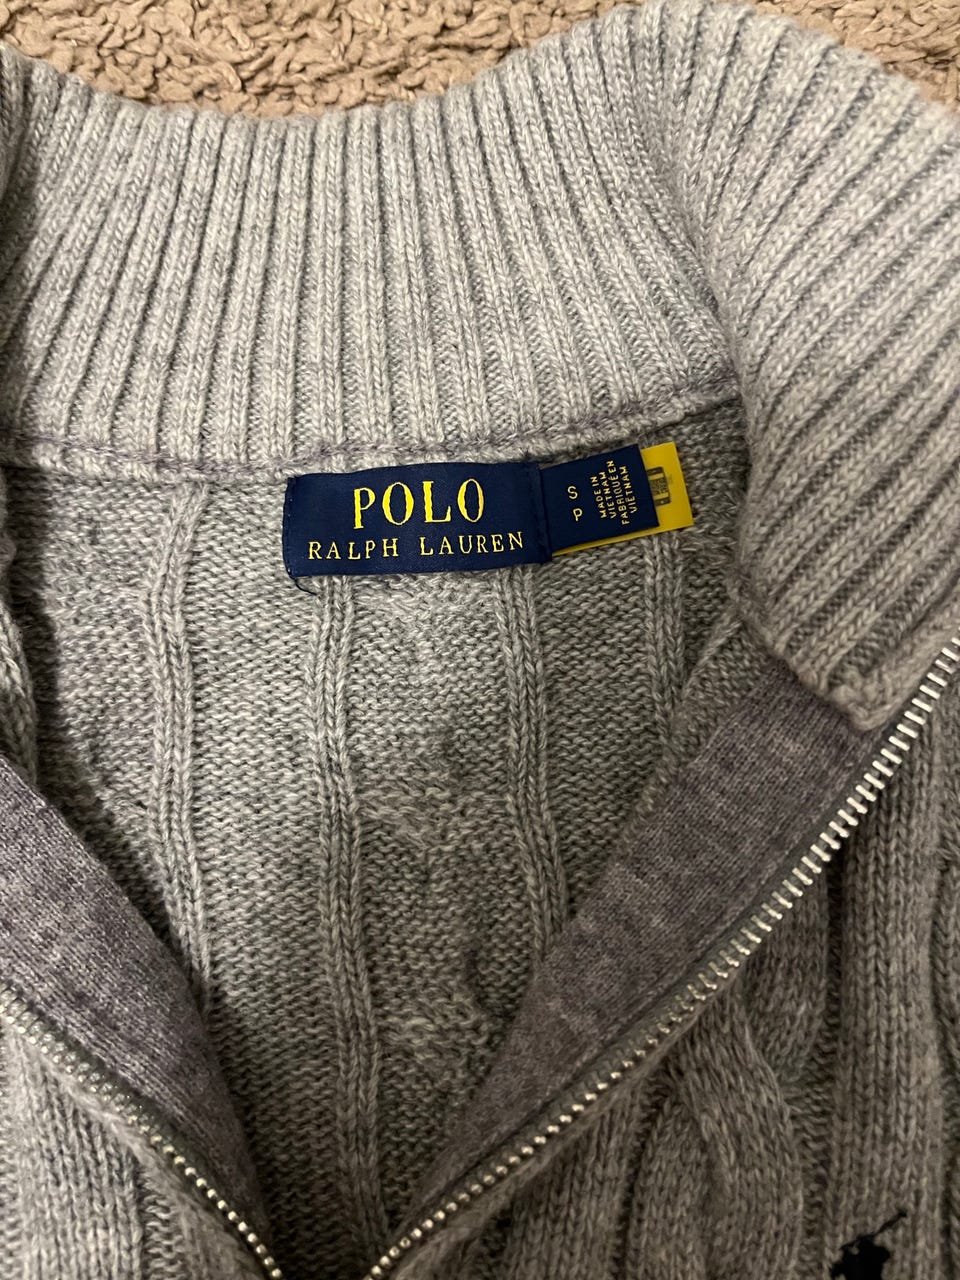 POLO
RALPH LAUREN
S
P
MADE IN
VIETNAM
FABRIQUÉ EN
VIETNAM